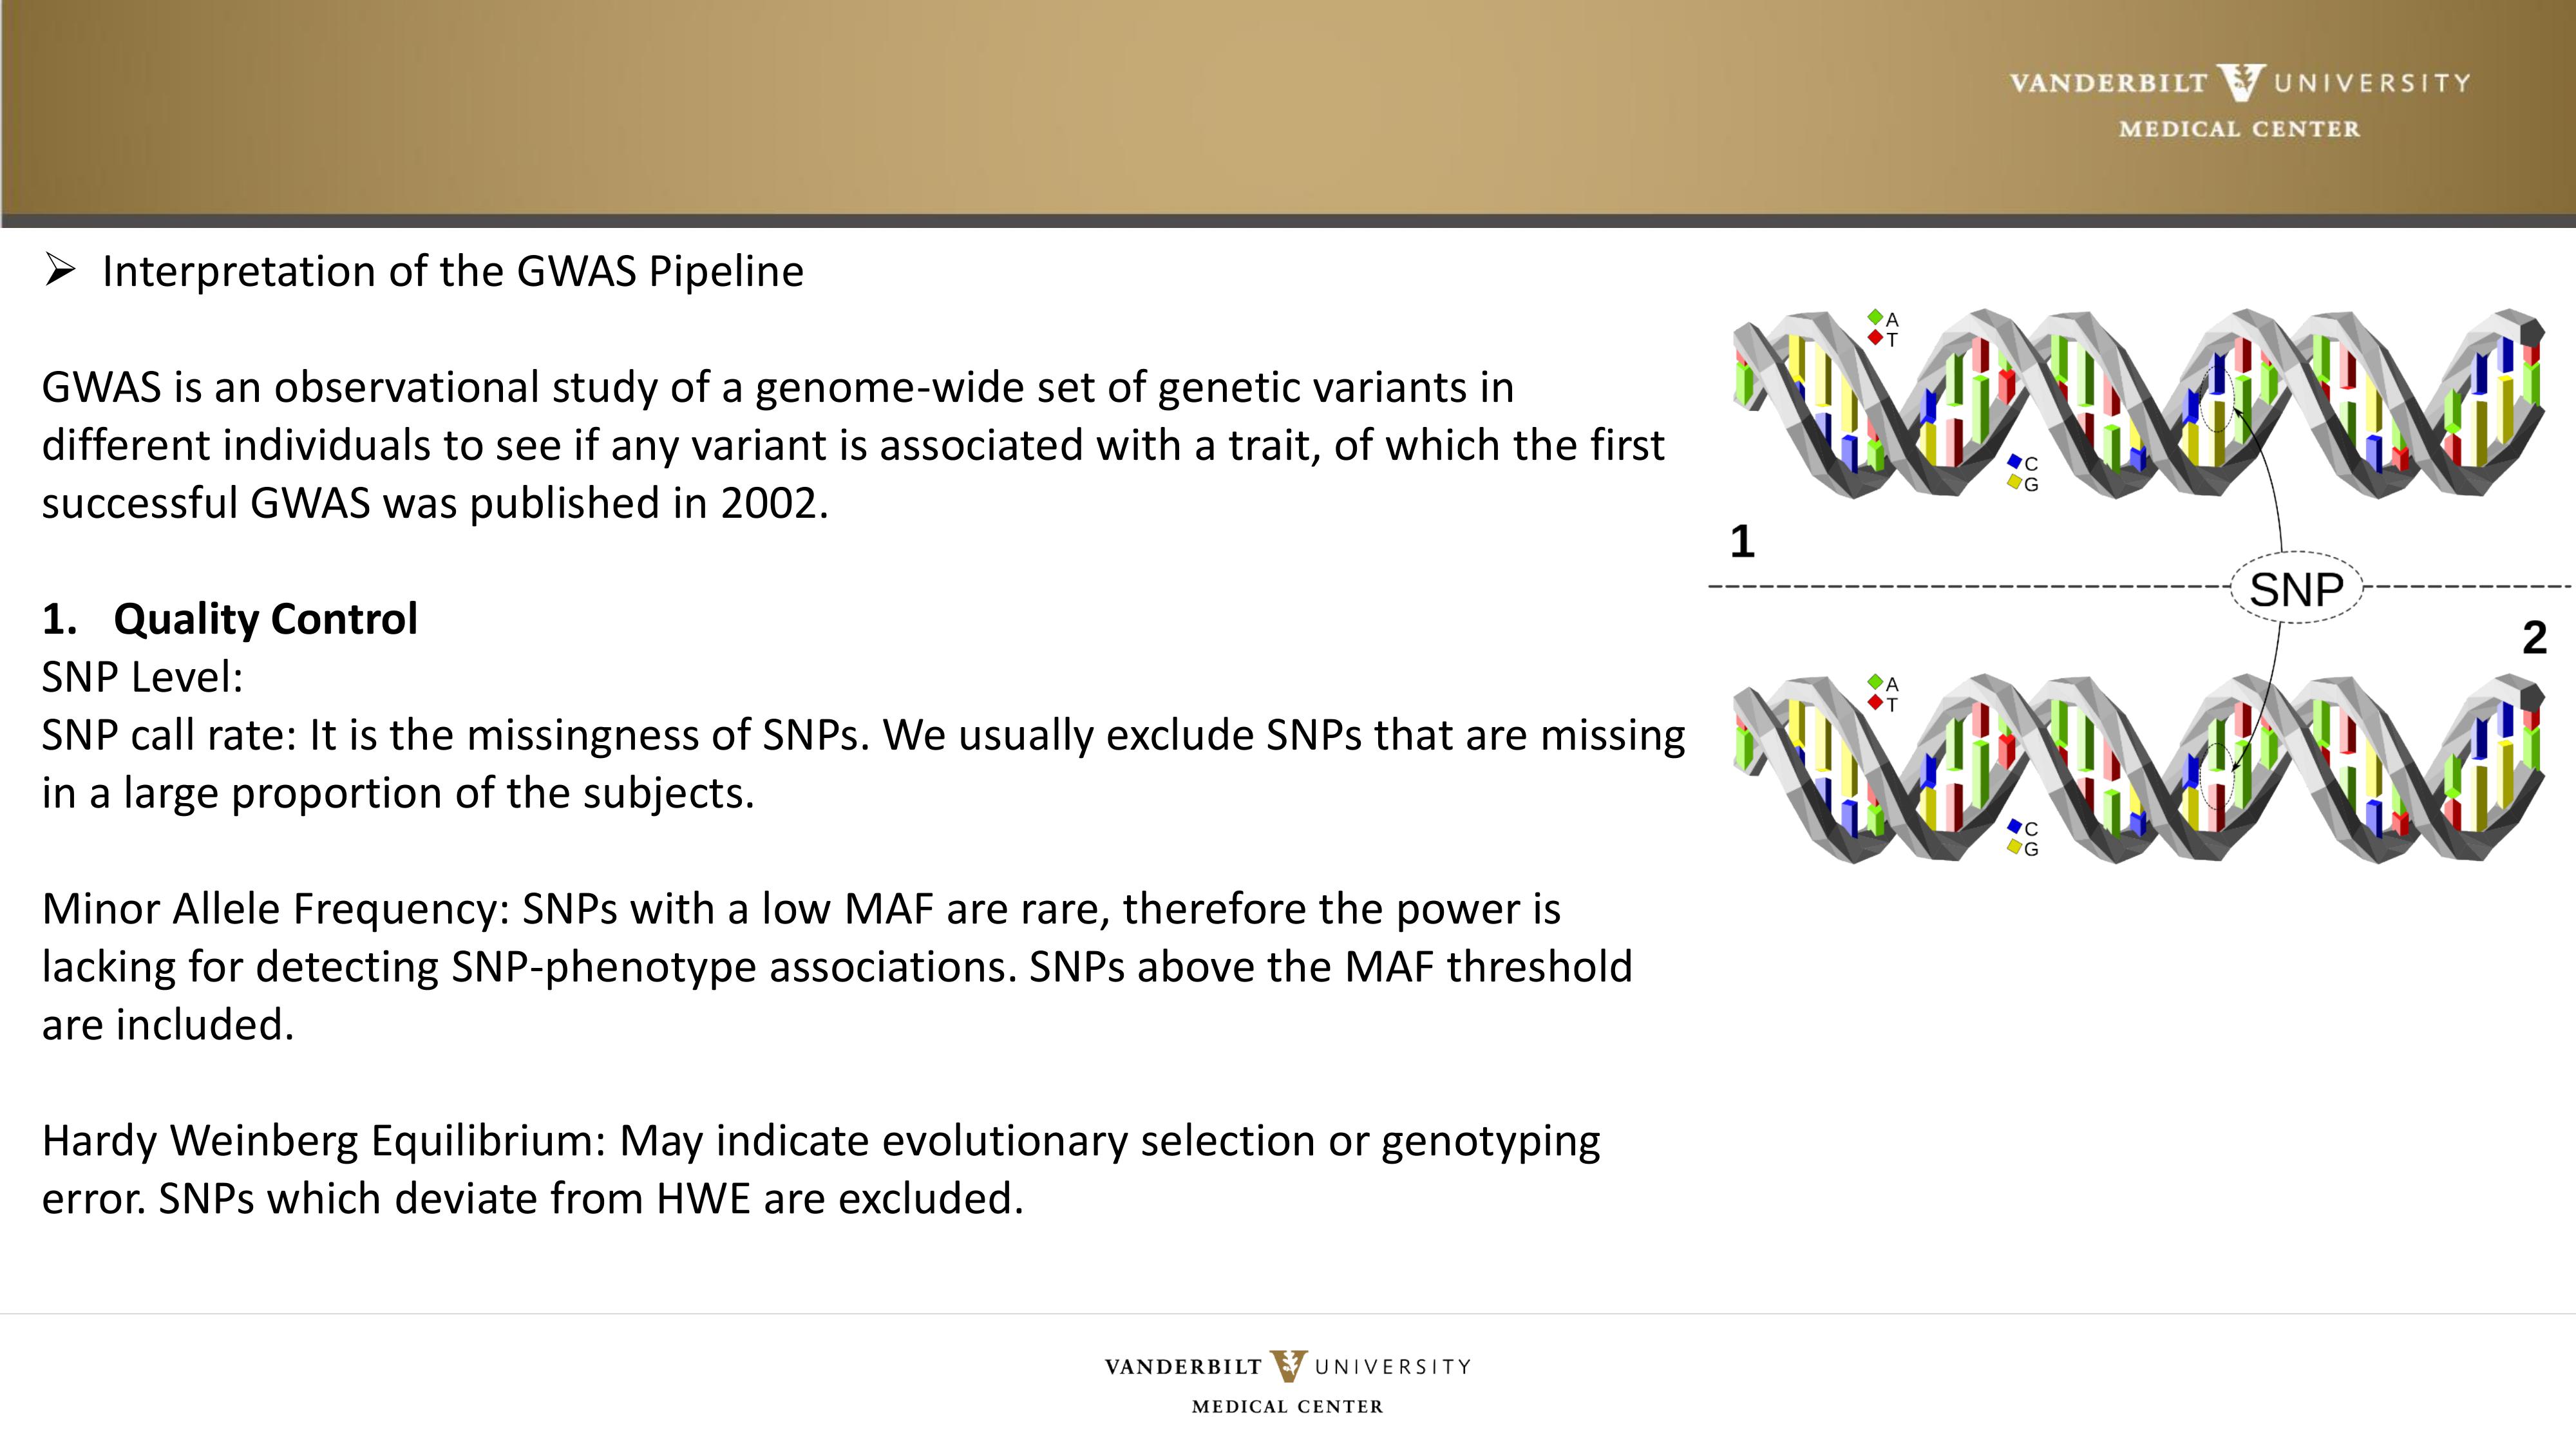 VANDERBILT UNIVERSITY
MEDICAL CENTER
➢ Interpretation of the GWAS Pipeline
GWAS is an observational study of a genome-wide set of genetic variants in
different individuals to see if any variant is associated with a trait, of which the first
successful GWAS was published in 2002.
1. Quality Control
SNP Level:
SNP call rate: It is the missingness of SNPs. We usually exclude SNPs that are missing
in a large proportion of the subjects.
Minor Allele Frequency: SNPs with a low MAF are rare, therefore the power is
lacking for detecting SNP-phenotype associations. SNPs above the MAF threshold
are included.
Hardy Weinberg Equilibrium: May indicate evolutionary selection or genotyping
error. SNPs which deviate from HWE are excluded.
A
T
C
G
1
SNP
2
A
T
C
G
VANDERBILT UNIVERSITY
MEDICAL CENTER